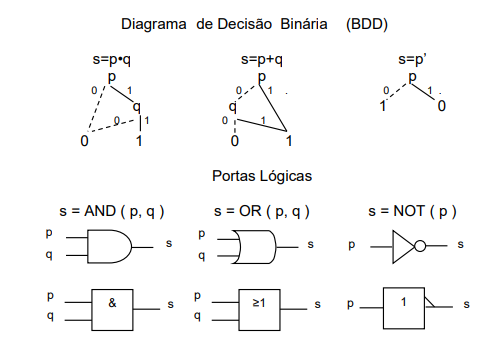 Diagrama de Decisão Binária (BDD)
s=p•q s=p+q s=p’
p p p
0 1 0 1 0 1 .
q q 1 0
0 1 0 1
0 1 0 1
Portas Lógicas
s = AND ( p, q ) s = OR ( p, q ) s = NOT ( p )
p p
s s p s
q q
p & s p ≥1 s p 1 s
q q